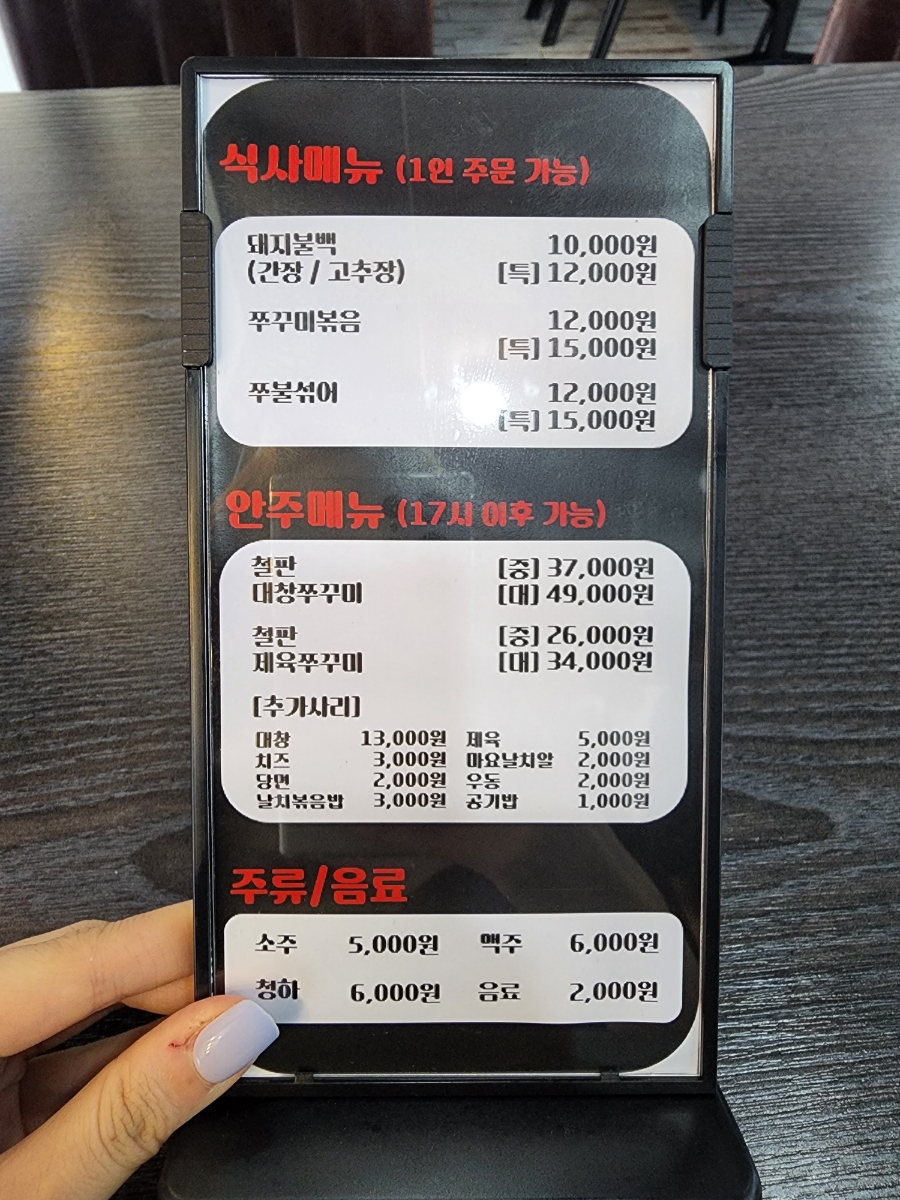 식사메뉴 (1인 주문 가능)
돼지불백 10,000원
(간장 / 고추장) [특] 12,000원
쭈꾸미볶음 12,000원
[특] 15,000원
쭈불섞어 12,000원
[특] 15,000원
안주메뉴 (17시 이후 가능)
철판 [중] 37,000원
대창쭈꾸미 [대] 49,000원
철판 [중] 26,000원
제육쭈꾸미 [대] 34,000원
[추가사리]
대창 13,000원 제육 5,000원
치즈 3,000원 마요날치알 2,000원
당면 2,000원 우동 2,000원
날치볶음밥 3,000원 공기밥 1,000원
주류/음료
소주 5,000원 맥주 6,000원
청하 6,000원 음료 2,000원